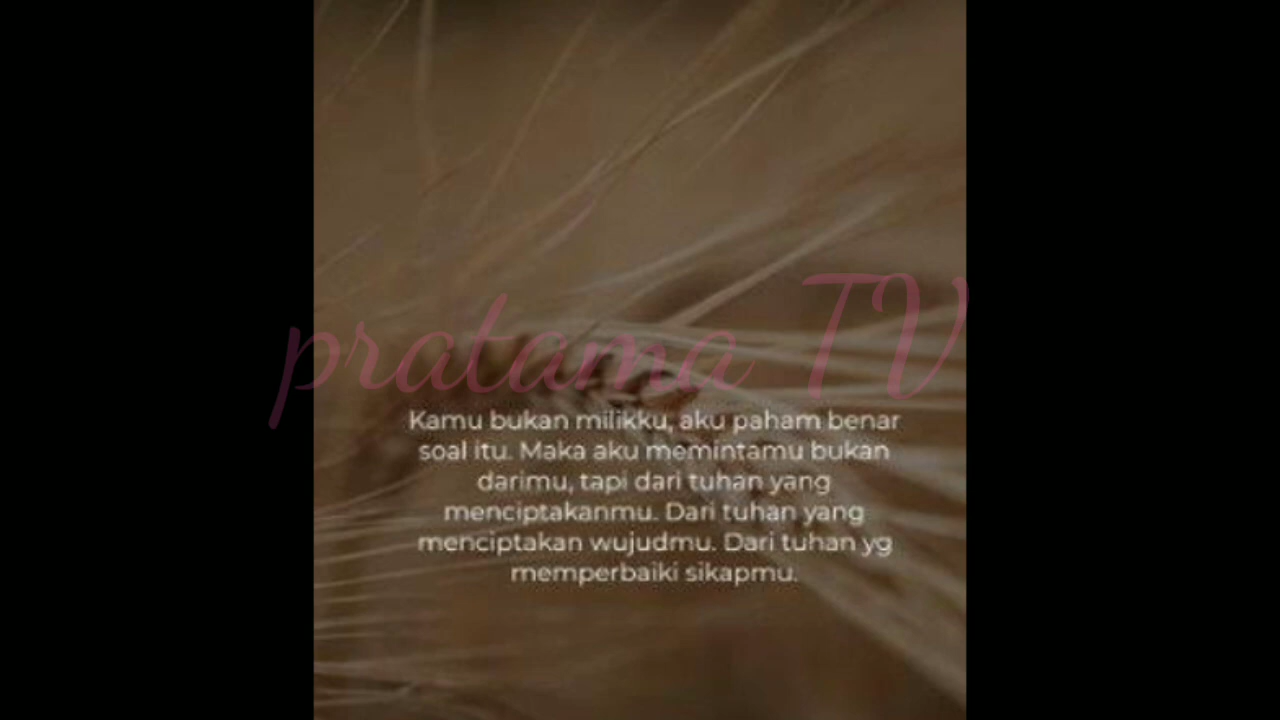 pratama TV
Kamu bukan milikku, aku paham benar
soal itu. Maka aku memintamu bukan
darimu, tapi dari tuhan yang
menciptakanmu. Dari tuhan yang
menciptakan wujudmu. Dari tuhan yg
memperbaiki sikapmu.